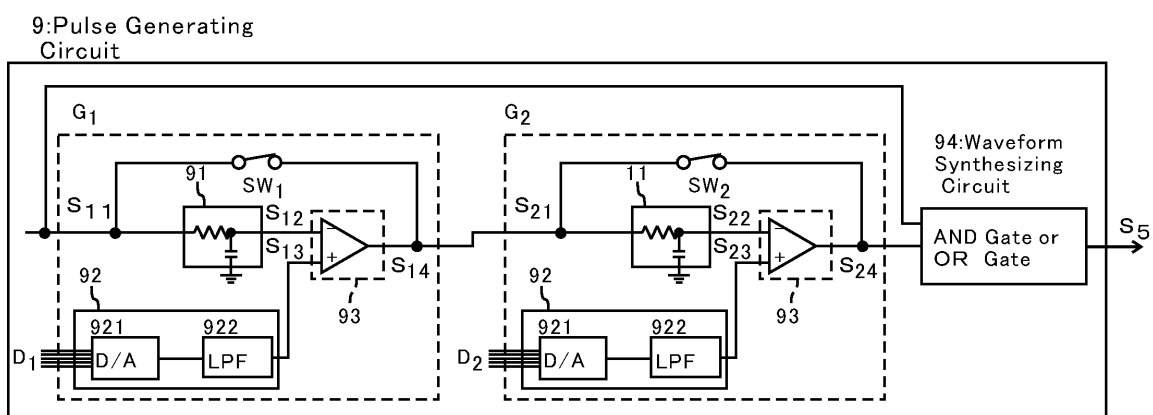 9:Pulse Generating
Circuit
G1
G2
94:Waveform
Synthesizing
Circuit
91
SW1
11
SW2
S11
S12
S13
S14
S21
S22
S23
S24
AND Gate or
OR Gate
S5
92
93
92
93
921
922
921
922
D1
D/A
LPF
D2
D/A
LPF
−
+
−
+